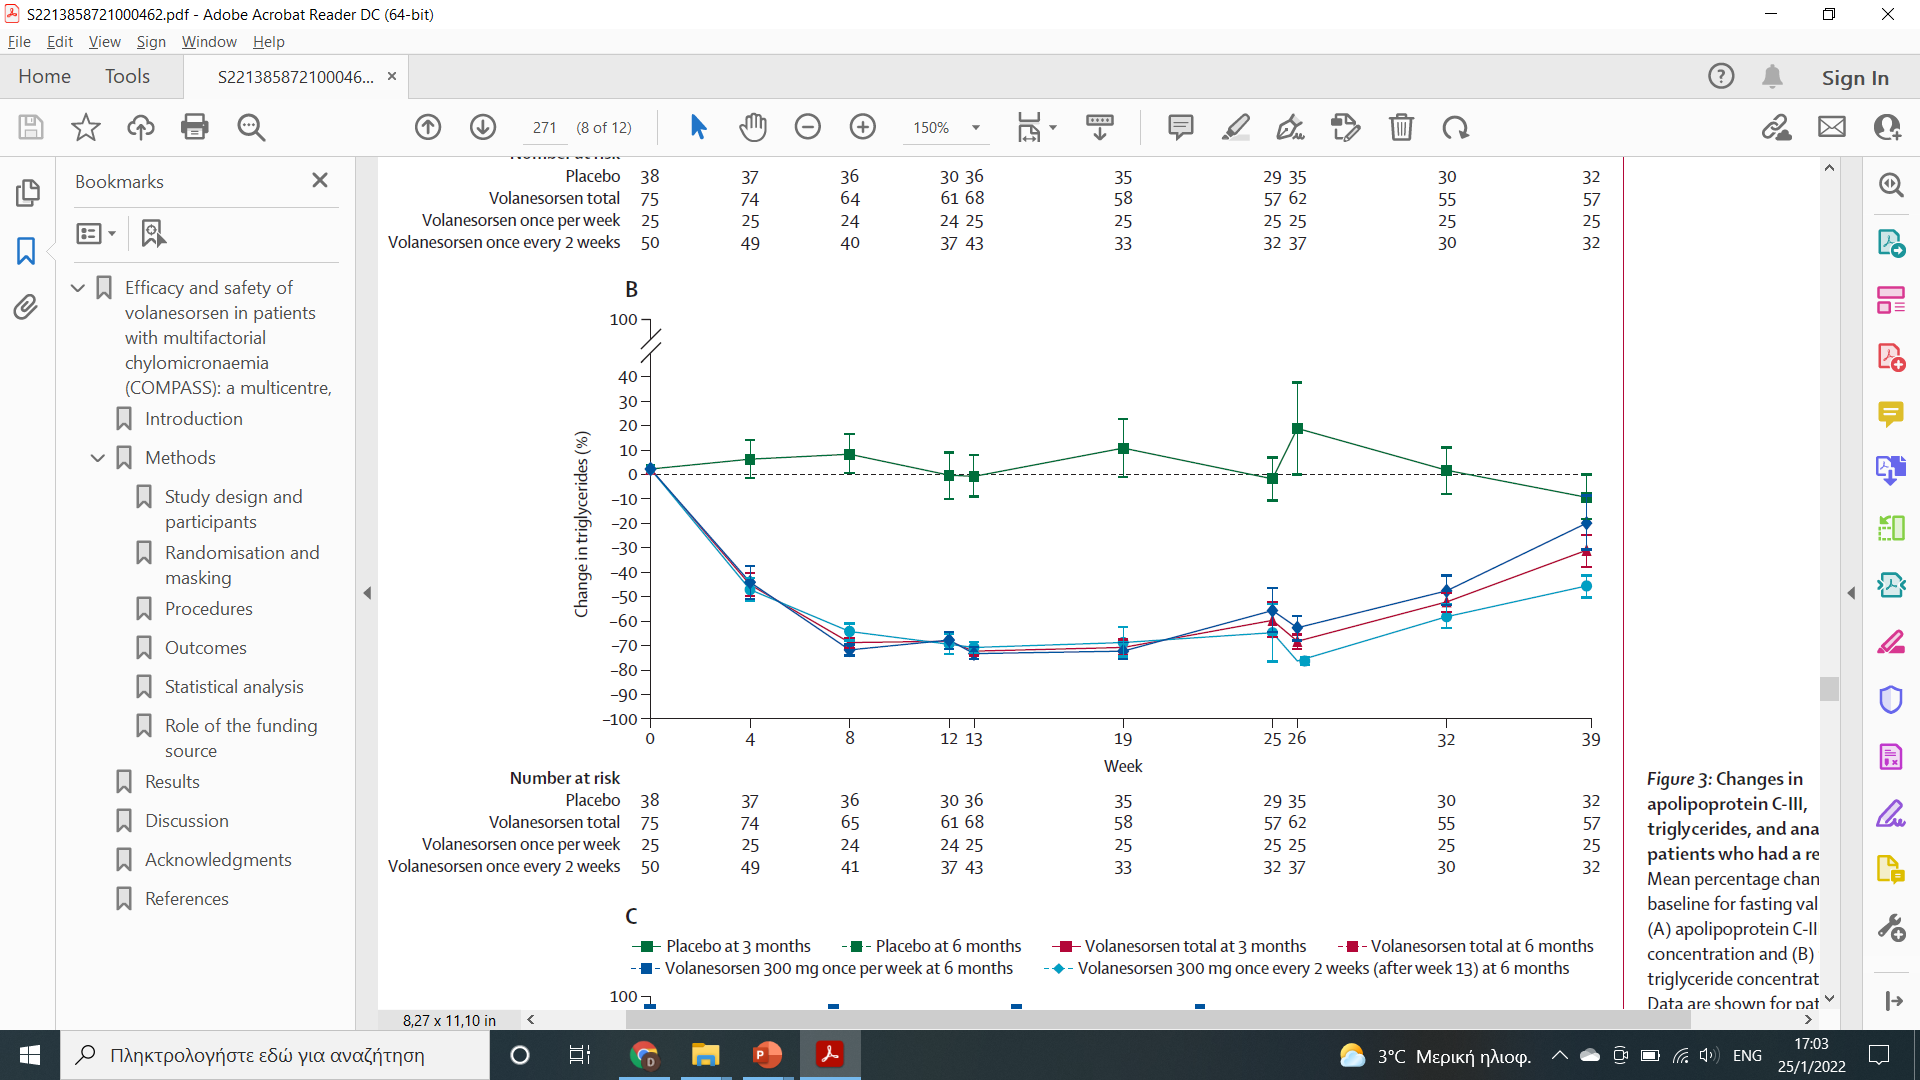 S2213858721000462.pdf - Adobe Acrobat Reader DC (64-bit)
File Edit View Sign Window Help
Home Tools S22138587210004​6... × Sign In
271 (8 of 12) 150%
Bookmarks
Efficacy and safety of
volanesorsen in patients
with multifactorial
chylomicronaemia
(COMPASS): a multicentre,
Introduction
Methods
Study design and
participants
Randomisation and
masking
Procedures
Outcomes
Statistical analysis
Role of the funding
source
Results
Discussion
Acknowledgments
References
Number at risk
Placebo 38 37 36 30 36 35 29 35 30 32
Volanesorsen total 75 74 64 61 68 58 57 62 55 57
Volanesorsen once per week 25 25 24 24 25 25 25 25 25 25
Volanesorsen once every 2 weeks 50 49 40 37 43 33 32 37 30 32
B
Change in triglycerides (%)
100
40
30
20
10
0
–10
–20
–30
–40
–50
–60
–70
–80
–90
–100
0 4 8 12 13 19 25 26 32 39
Week
Number at risk
Placebo 38 37 36 30 36 35 29 35 30 32
Volanesorsen total 75 74 65 61 68 58 57 62 55 57
Volanesorsen once per week 25 25 24 24 25 25 25 25 25 25
Volanesorsen once every 2 weeks 50 49 41 37 43 33 32 37 30 32
C
Placebo at 3 months Placebo at 6 months Volanesorsen total at 3 months Volanesorsen total at 6 months
Volanesorsen 300 mg once per week at 6 months Volanesorsen 300 mg once every 2 weeks (after week 13) at 6 months
100
Figure 3: Changes in
apolipoprotein C-III,
triglycerides, and ana
patients who had a re
Mean percentage chan
baseline for fasting val
(A) apolipoprotein C-II
concentration and (B)
triglyceride concentrat
Data are shown for pat
8,27 x 11,10 in
Πληκτρολογήστε εδώ για αναζήτηση
3°C Μερική ηλιοφ. ENG 17:03
25/1/2022